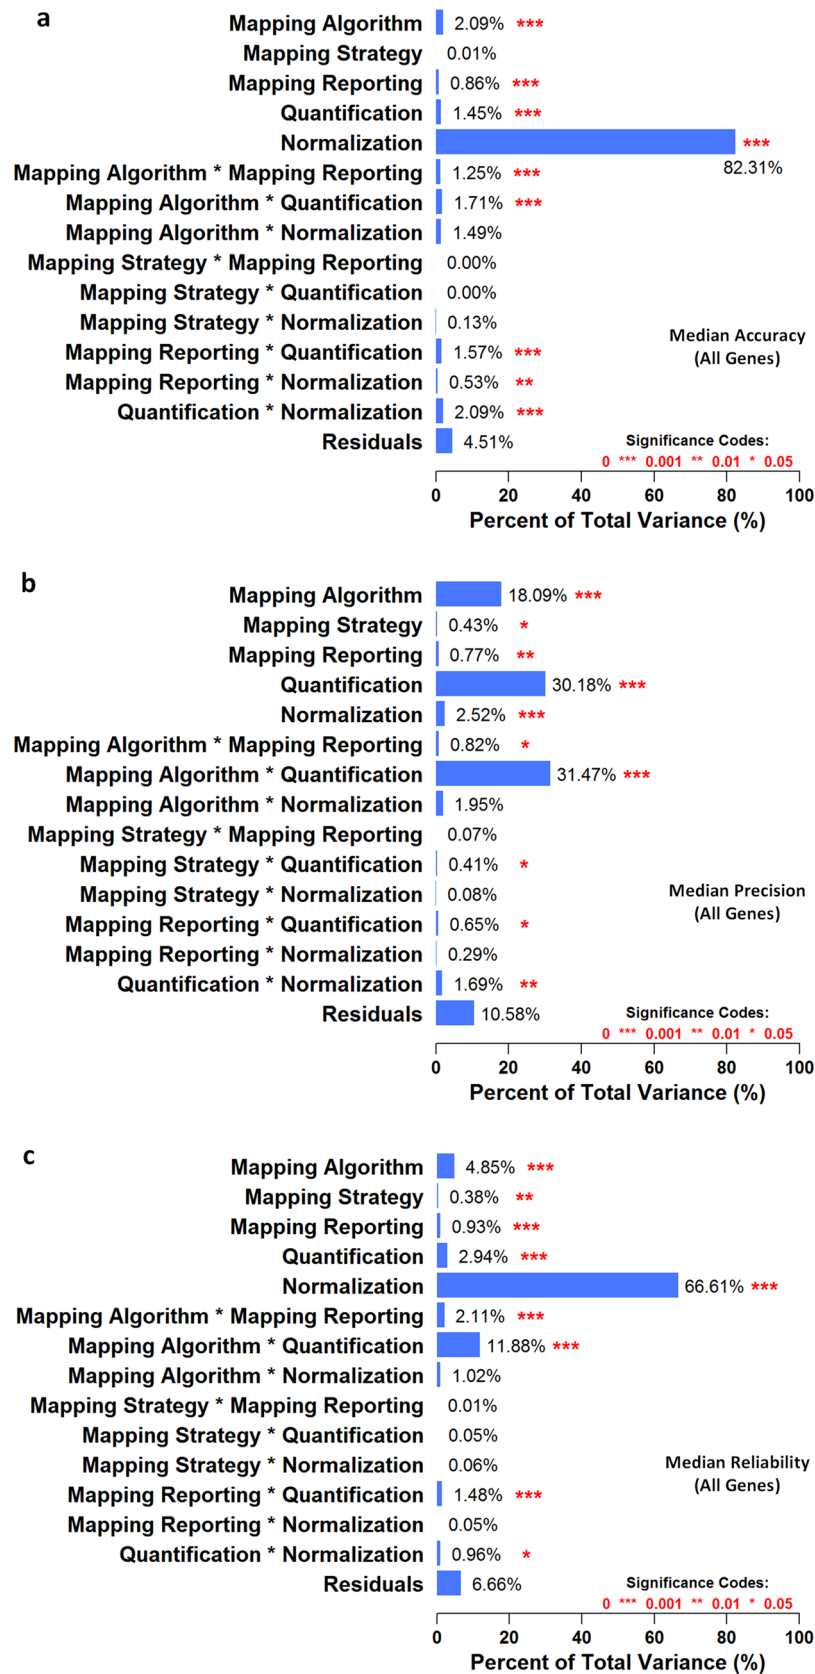 a
Mapping Algorithm 2.09% ***
Mapping Strategy 0.01%
Mapping Reporting 0.86% ***
Quantification 1.45% ***
Normalization ***
82.31%
Mapping Algorithm * Mapping Reporting 1.25% ***
Mapping Algorithm * Quantification 1.71% ***
Mapping Algorithm * Normalization 1.49%
Mapping Strategy * Mapping Reporting 0.00%
Mapping Strategy * Quantification 0.00%
Mapping Strategy * Normalization 0.13%
Median Accuracy
(All Genes)
Mapping Reporting * Quantification 1.57% ***
Mapping Reporting * Normalization 0.53% **
Quantification * Normalization 2.09% ***
Residuals 4.51%
Significance Codes:
0 *** 0.001 ** 0.01 * 0.05
0 20 40 60 80 100
Percent of Total Variance (%)
b
Mapping Algorithm 18.09% ***
Mapping Strategy 0.43% *
Mapping Reporting 0.77% **
Quantification 30.18% ***
Normalization 2.52% ***
Mapping Algorithm * Mapping Reporting 0.82% *
Mapping Algorithm * Quantification 31.47% ***
Mapping Algorithm * Normalization 1.95%
Mapping Strategy * Mapping Reporting 0.07%
Mapping Strategy * Quantification 0.41% *
Mapping Strategy * Normalization 0.08%
Median Precision
(All Genes)
Mapping Reporting * Quantification 0.65% *
Mapping Reporting * Normalization 0.29%
Quantification * Normalization 1.69% **
Residuals 10.58%
Significance Codes:
0 *** 0.001 ** 0.01 * 0.05
0 20 40 60 80 100
Percent of Total Variance (%)
c
Mapping Algorithm 4.85% ***
Mapping Strategy 0.38% **
Mapping Reporting 0.93% ***
Quantification 2.94% ***
Normalization 66.61% ***
Mapping Algorithm * Mapping Reporting 2.11% ***
Mapping Algorithm * Quantification 11.88% ***
Mapping Algorithm * Normalization 1.02%
Mapping Strategy * Mapping Reporting 0.01%
Mapping Strategy * Quantification 0.05%
Mapping Strategy * Normalization 0.06%
Median Reliability
(All Genes)
Mapping Reporting * Quantification 1.48% ***
Mapping Reporting * Normalization 0.05%
Quantification * Normalization 0.96% *
Residuals 6.66%
Significance Codes:
0 *** 0.001 ** 0.01 * 0.05
0 20 40 60 80 100
Percent of Total Variance (%)